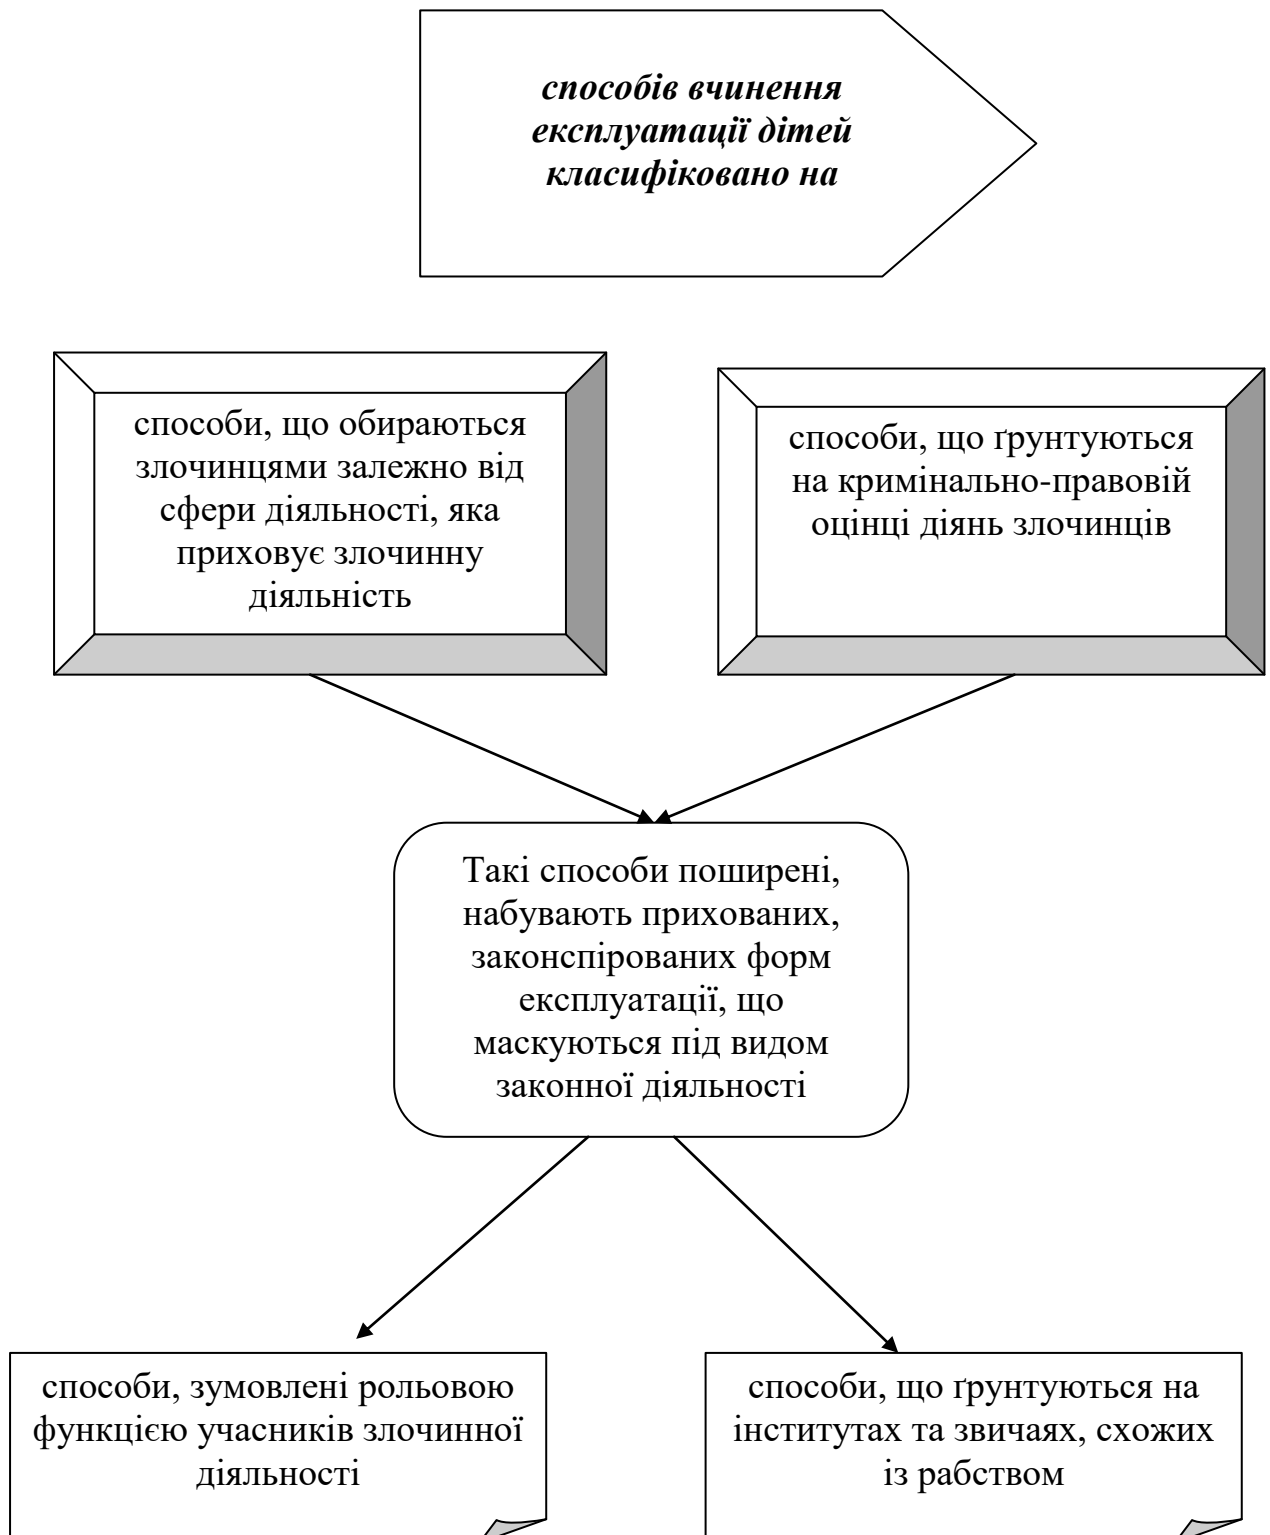 способів вчинення
експлуатації дітей
класифіковано на
способи, що обираються
злочинцями залежно від
сфери діяльності, яка
приховує злочинну
діяльність
способи, що ґрунтуються
на кримінально-правовій
оцінці діянь злочинців
Такі способи поширені,
набувають прихованих,
законспірованих форм
експлуатації, що
маскуються під видом
законної діяльності
способи, зумовлені рольовою
функцією учасників злочинної
діяльності
способи, що ґрунтуються на
інститутах та звичаях, схожих
із рабством